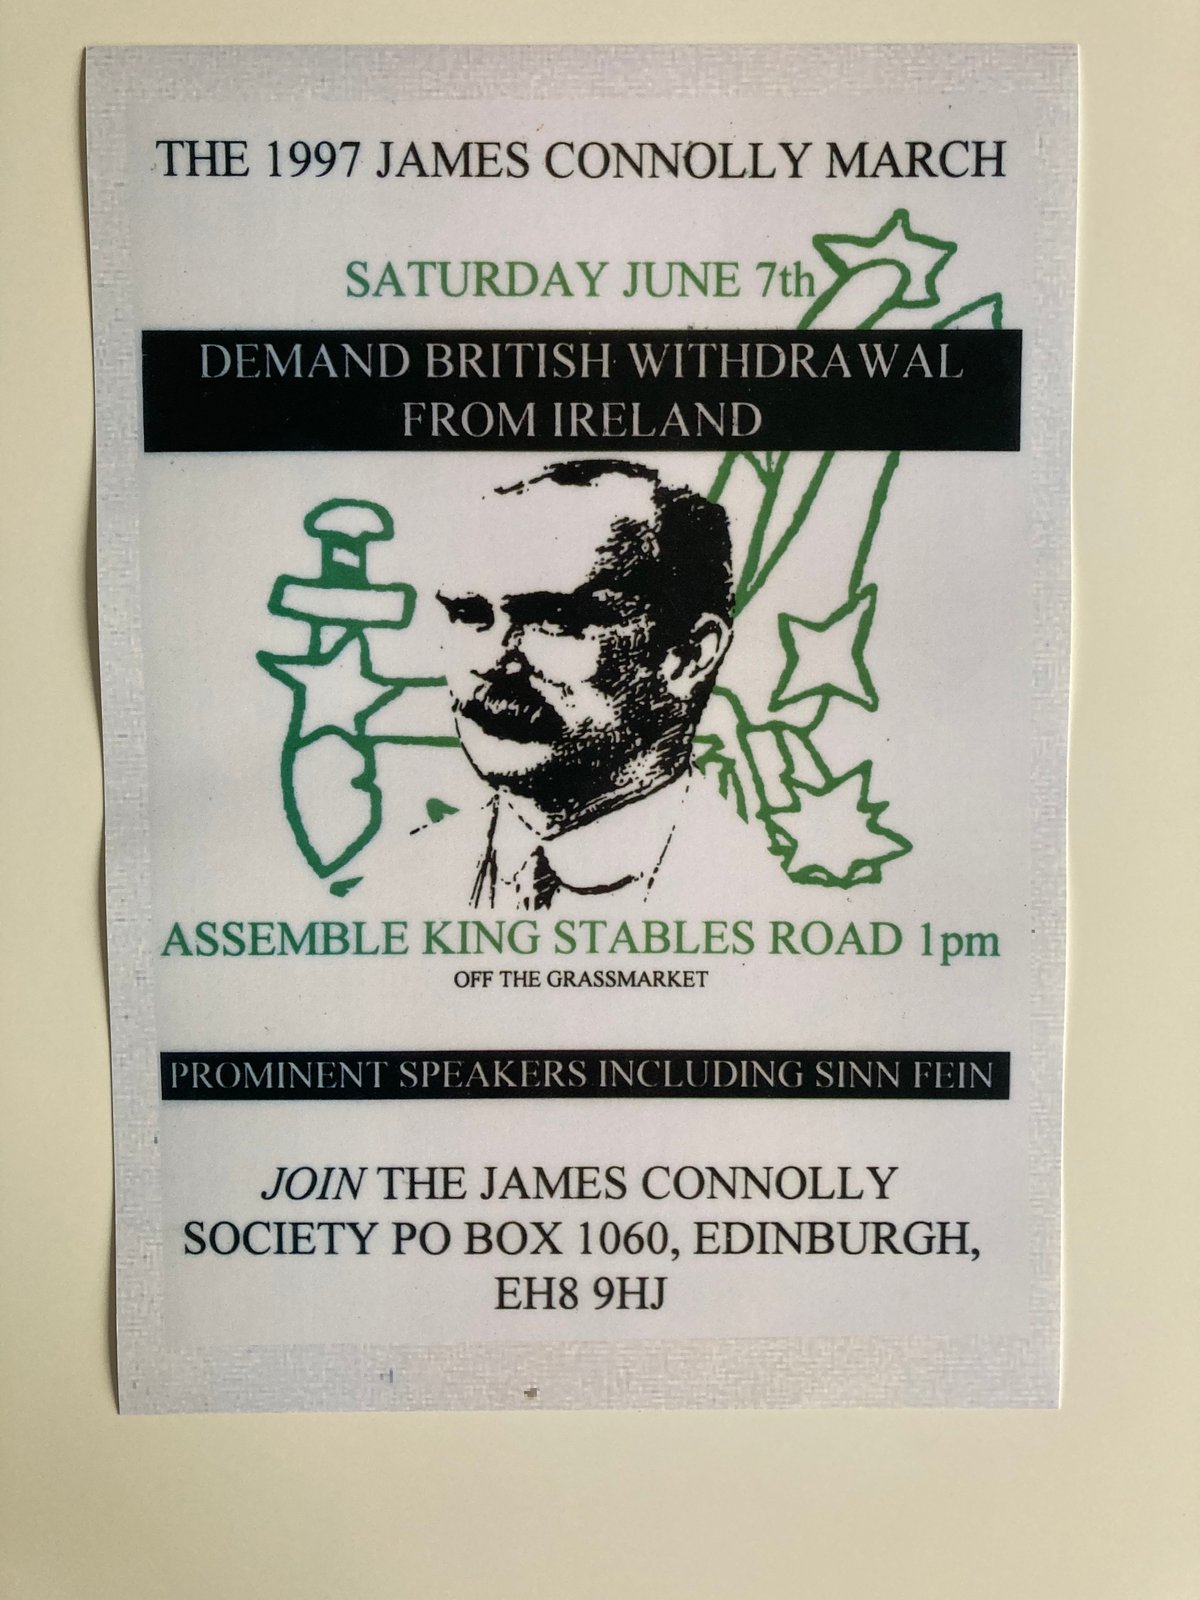 THE 1997 JAMES CONNOLLY MARCH
SATURDAY JUNE 7th
DEMAND BRITISH WITHDRAWAL
FROM IRELAND
ASSEMBLE KING STABLES ROAD 1pm
OFF THE GRASSMARKET
PROMINENT SPEAKERS INCLUDING SINN FEIN
JOIN THE JAMES CONNOLLY
SOCIETY PO BOX 1060, EDINBURGH,
EH8 9HJ